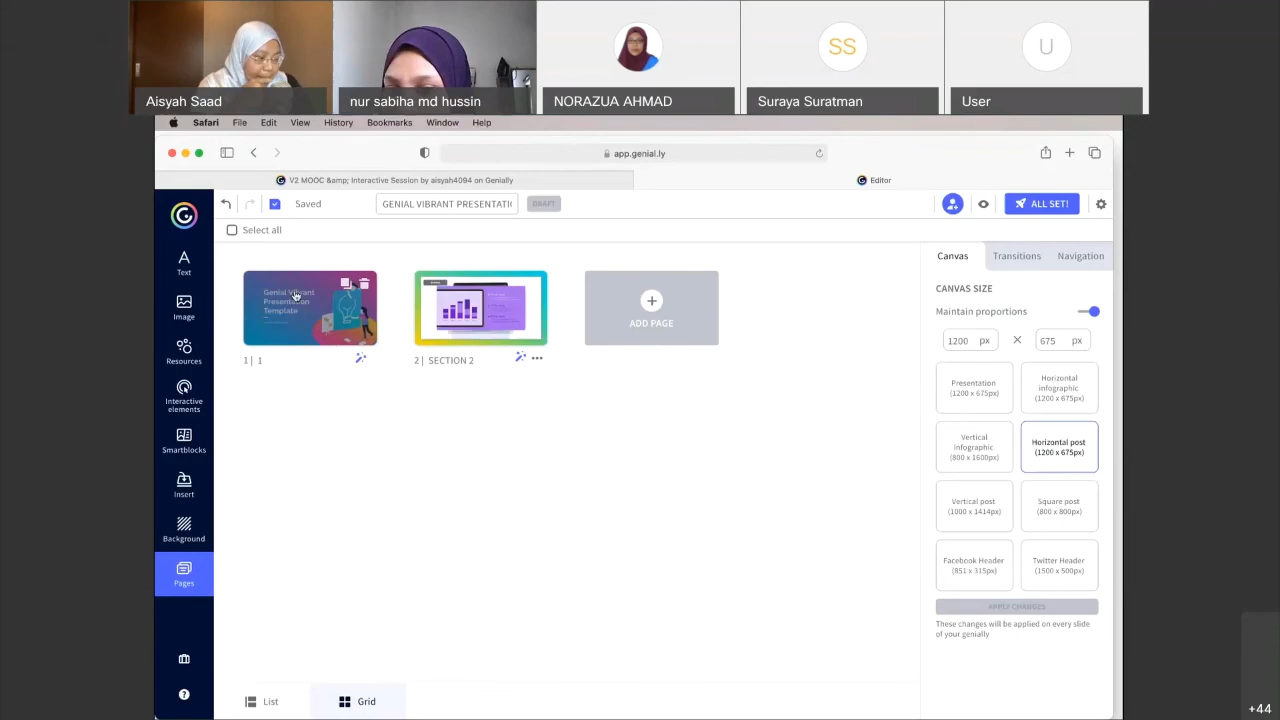 SS
U
Aisyah Saad
nur sabiha md hussin
NORAZUA AHMAD
Suraya Suratman
User
Safari File Edit View History Bookmarks Window Help
app.genial.ly
V2 MOOC &amp; Interactive Session by aisyah4094 on Genially
Editor
Saved
GENIAL VIBRANT PRESENTATI
DRAFT
ALL SET!
Select all
Text
Image
Resources
Interactive
elements
Smartblocks
Insert
Background
Pages
Genial Vibrant
Presentation
Template
1 | 1
2 | SECTION 2
ADD PAGE
Canvas
Transitions
Navigation
CANVAS SIZE
Maintain proportions
1200 px
675 px
Presentation
(1200 x 675px)
Horizontal
infographic
(1200 x 675px)
Vertical
infographic
(800 x 1600px)
Horizontal post
(1200 x 675px)
Vertical post
(1000 x 1414px)
Square post
(800 x 800px)
Facebook Header
(851 x 315px)
Twitter Header
(1500 x 500px)
APPLY CHANGES
These changes will be applied on every slide
of your genially
List
Grid
+44